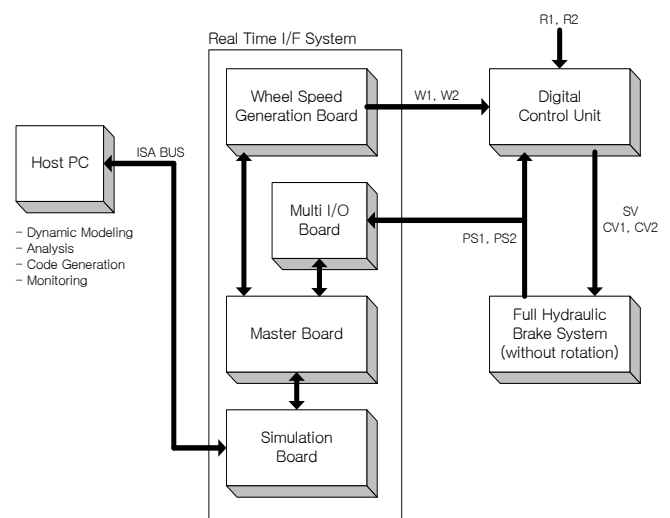 R1, R2
Real Time I/F System
Wheel Speed
Generation Board
W1, W2
Digital
Control Unit
Host PC
ISA BUS
– Dynamic Modeling
– Analysis
– Code Generation
– Monitoring
Multi I/O
Board
PS1, PS2
SV
CV1, CV2
Master Board
Full Hydraulic
Brake System
(without rotation)
Simulation
Board